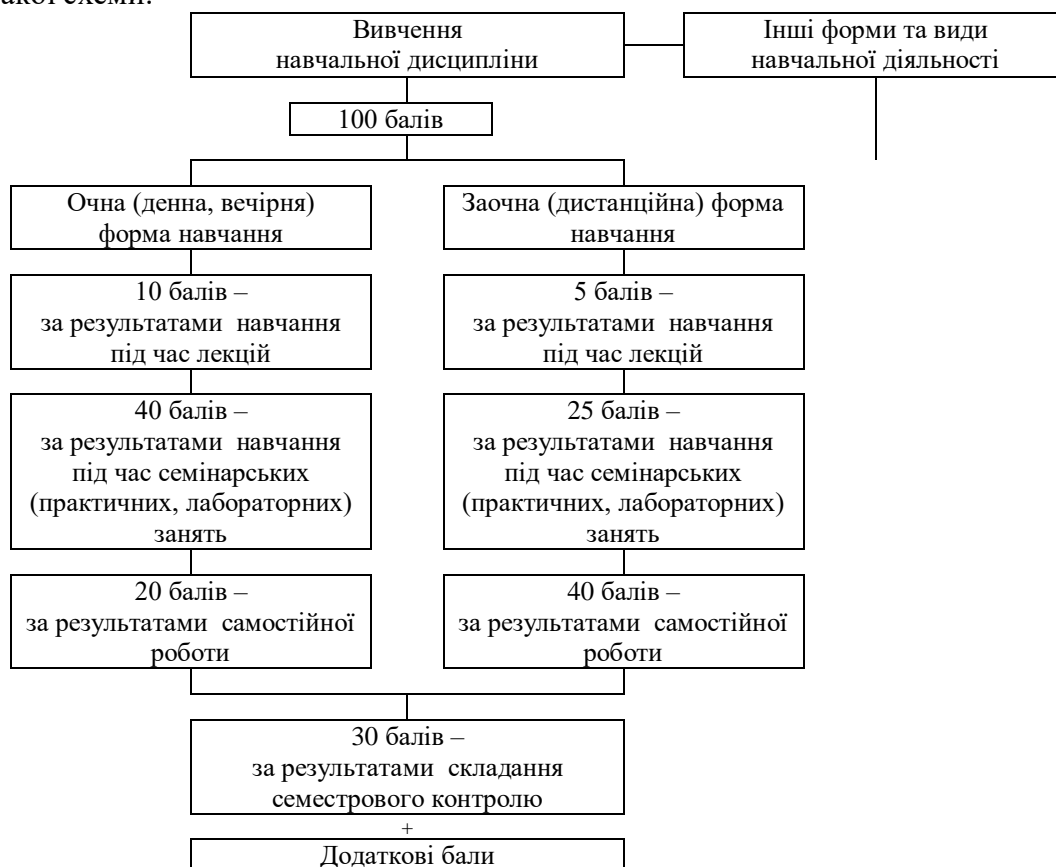 акої схеми:
Вивчення
навчальної дисципліни
Інші форми та види
навчальної діяльності
100 балів
Очна (денна, вечірня)
форма навчання
Заочна (дистанційна) форма
навчання
10 балів –
за результатами навчання
під час лекцій
5 балів –
за результатами навчання
під час лекцій
40 балів –
за результатами навчання
під час семінарських
(практичних, лабораторних)
занять
25 балів –
за результатами навчання
під час семінарських
(практичних, лабораторних)
занять
20 балів –
за результатами самостійної
роботи
40 балів –
за результатами самостійної
роботи
30 балів –
за результатами складання
семестрового контролю
+
Додаткові бали